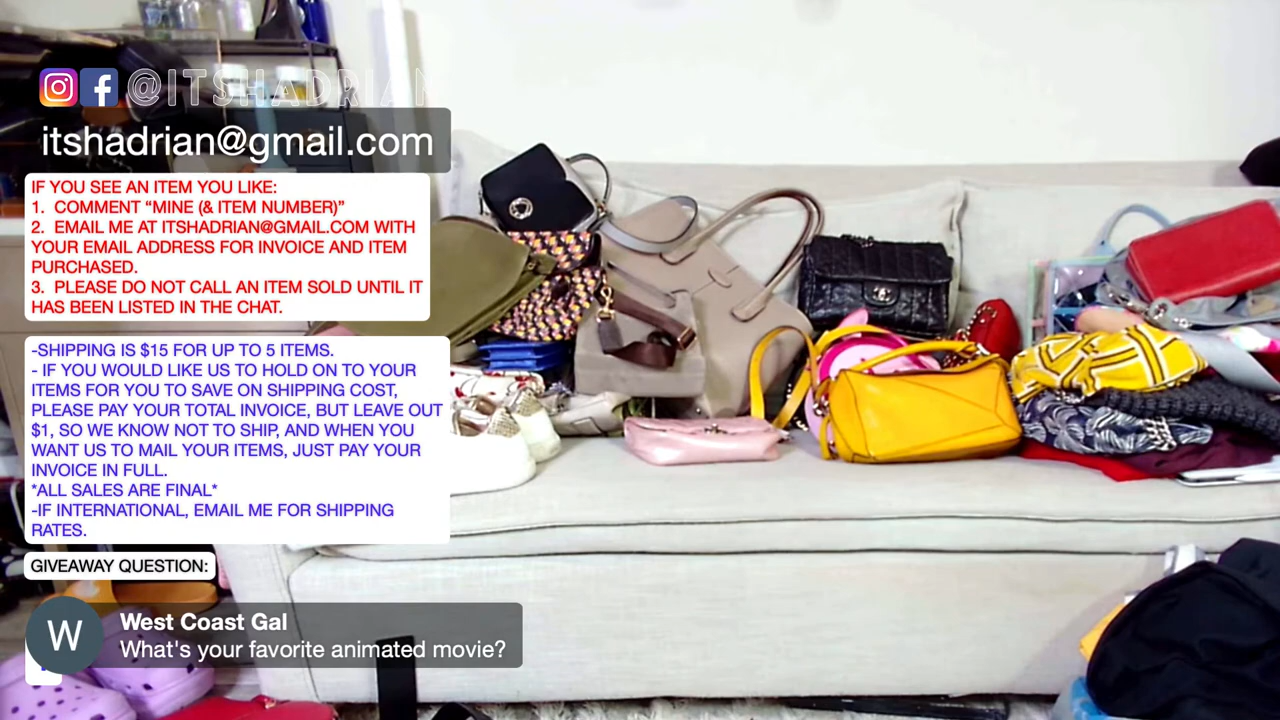 @ITSHADRIAN
itshadrian@gmail.com
IF YOU SEE AN ITEM YOU LIKE:
1. COMMENT “MINE (& ITEM NUMBER)”
2. EMAIL ME AT ITSHADRIAN@GMAIL.COM WITH
YOUR EMAIL ADDRESS FOR INVOICE AND ITEM
PURCHASED.
3. PLEASE DO NOT CALL AN ITEM SOLD UNTIL IT
HAS BEEN LISTED IN THE CHAT.
-SHIPPING IS $15 FOR UP TO 5 ITEMS.
- IF YOU WOULD LIKE US TO HOLD ON TO YOUR
ITEMS FOR YOU TO SAVE ON SHIPPING COST,
PLEASE PAY YOUR TOTAL INVOICE, BUT LEAVE OUT
$1, SO WE KNOW NOT TO SHIP, AND WHEN YOU
WANT US TO MAIL YOUR ITEMS, JUST PAY YOUR
INVOICE IN FULL.
*ALL SALES ARE FINAL*
-IF INTERNATIONAL, EMAIL ME FOR SHIPPING
RATES.
GIVEAWAY QUESTION:
W
West Coast Gal
What's your favorite animated movie?